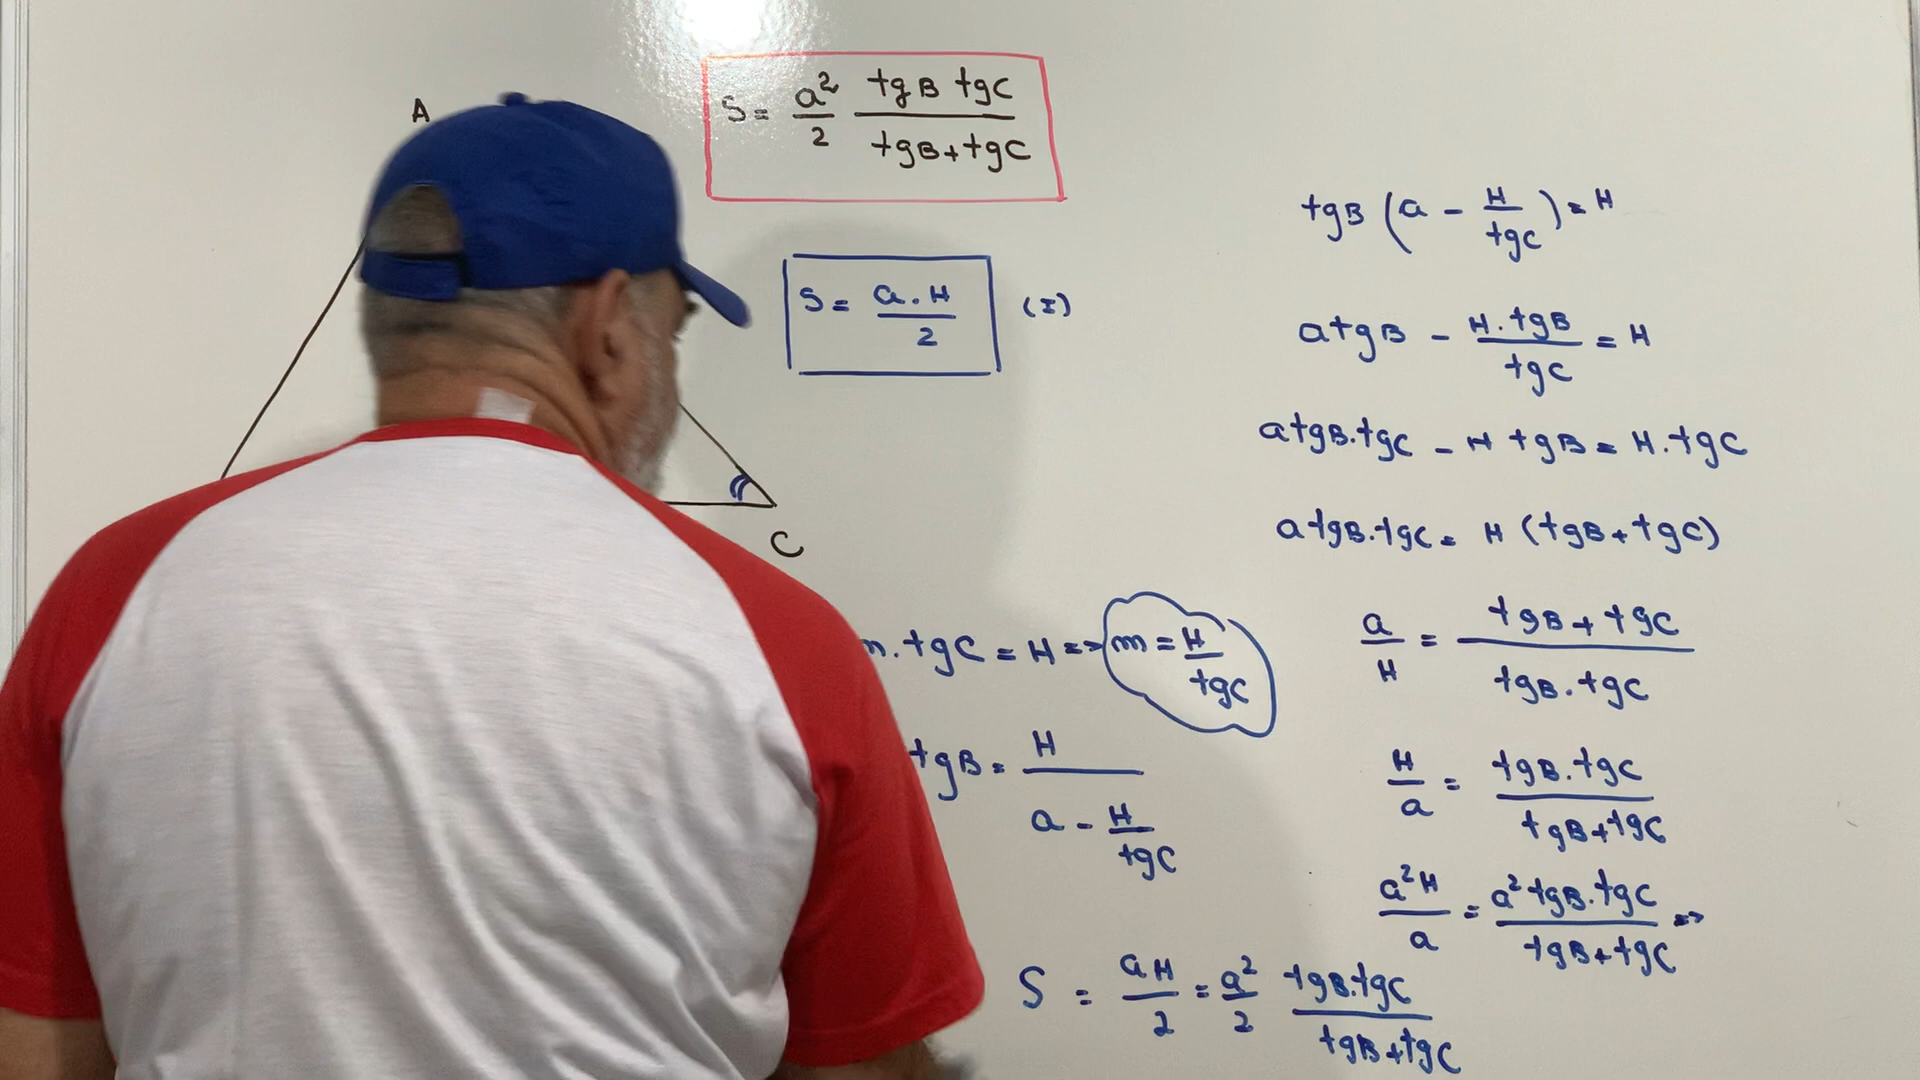 A
S = a²/2 tgB tgC / tgB + tgC
S = a . H / 2 (I)
C
. tgC = H => m = H / tgC
tgB = H / a - H / tgC
tgB (a - H / tgC) = H
a tgB - H . tgB / tgC = H
a tgB . tgC - H tgB = H . tgC
a tgB . tgC = H (tgB + tgC)
a / H = tgB + tgC / tgB . tgC
H / a = tgB . tgC / tgB + tgC
a² H / a = a² tgB . tgC / tgB + tgC =>
S = aH / 2 = a² / 2 tgB . tgC / tgB + tgC